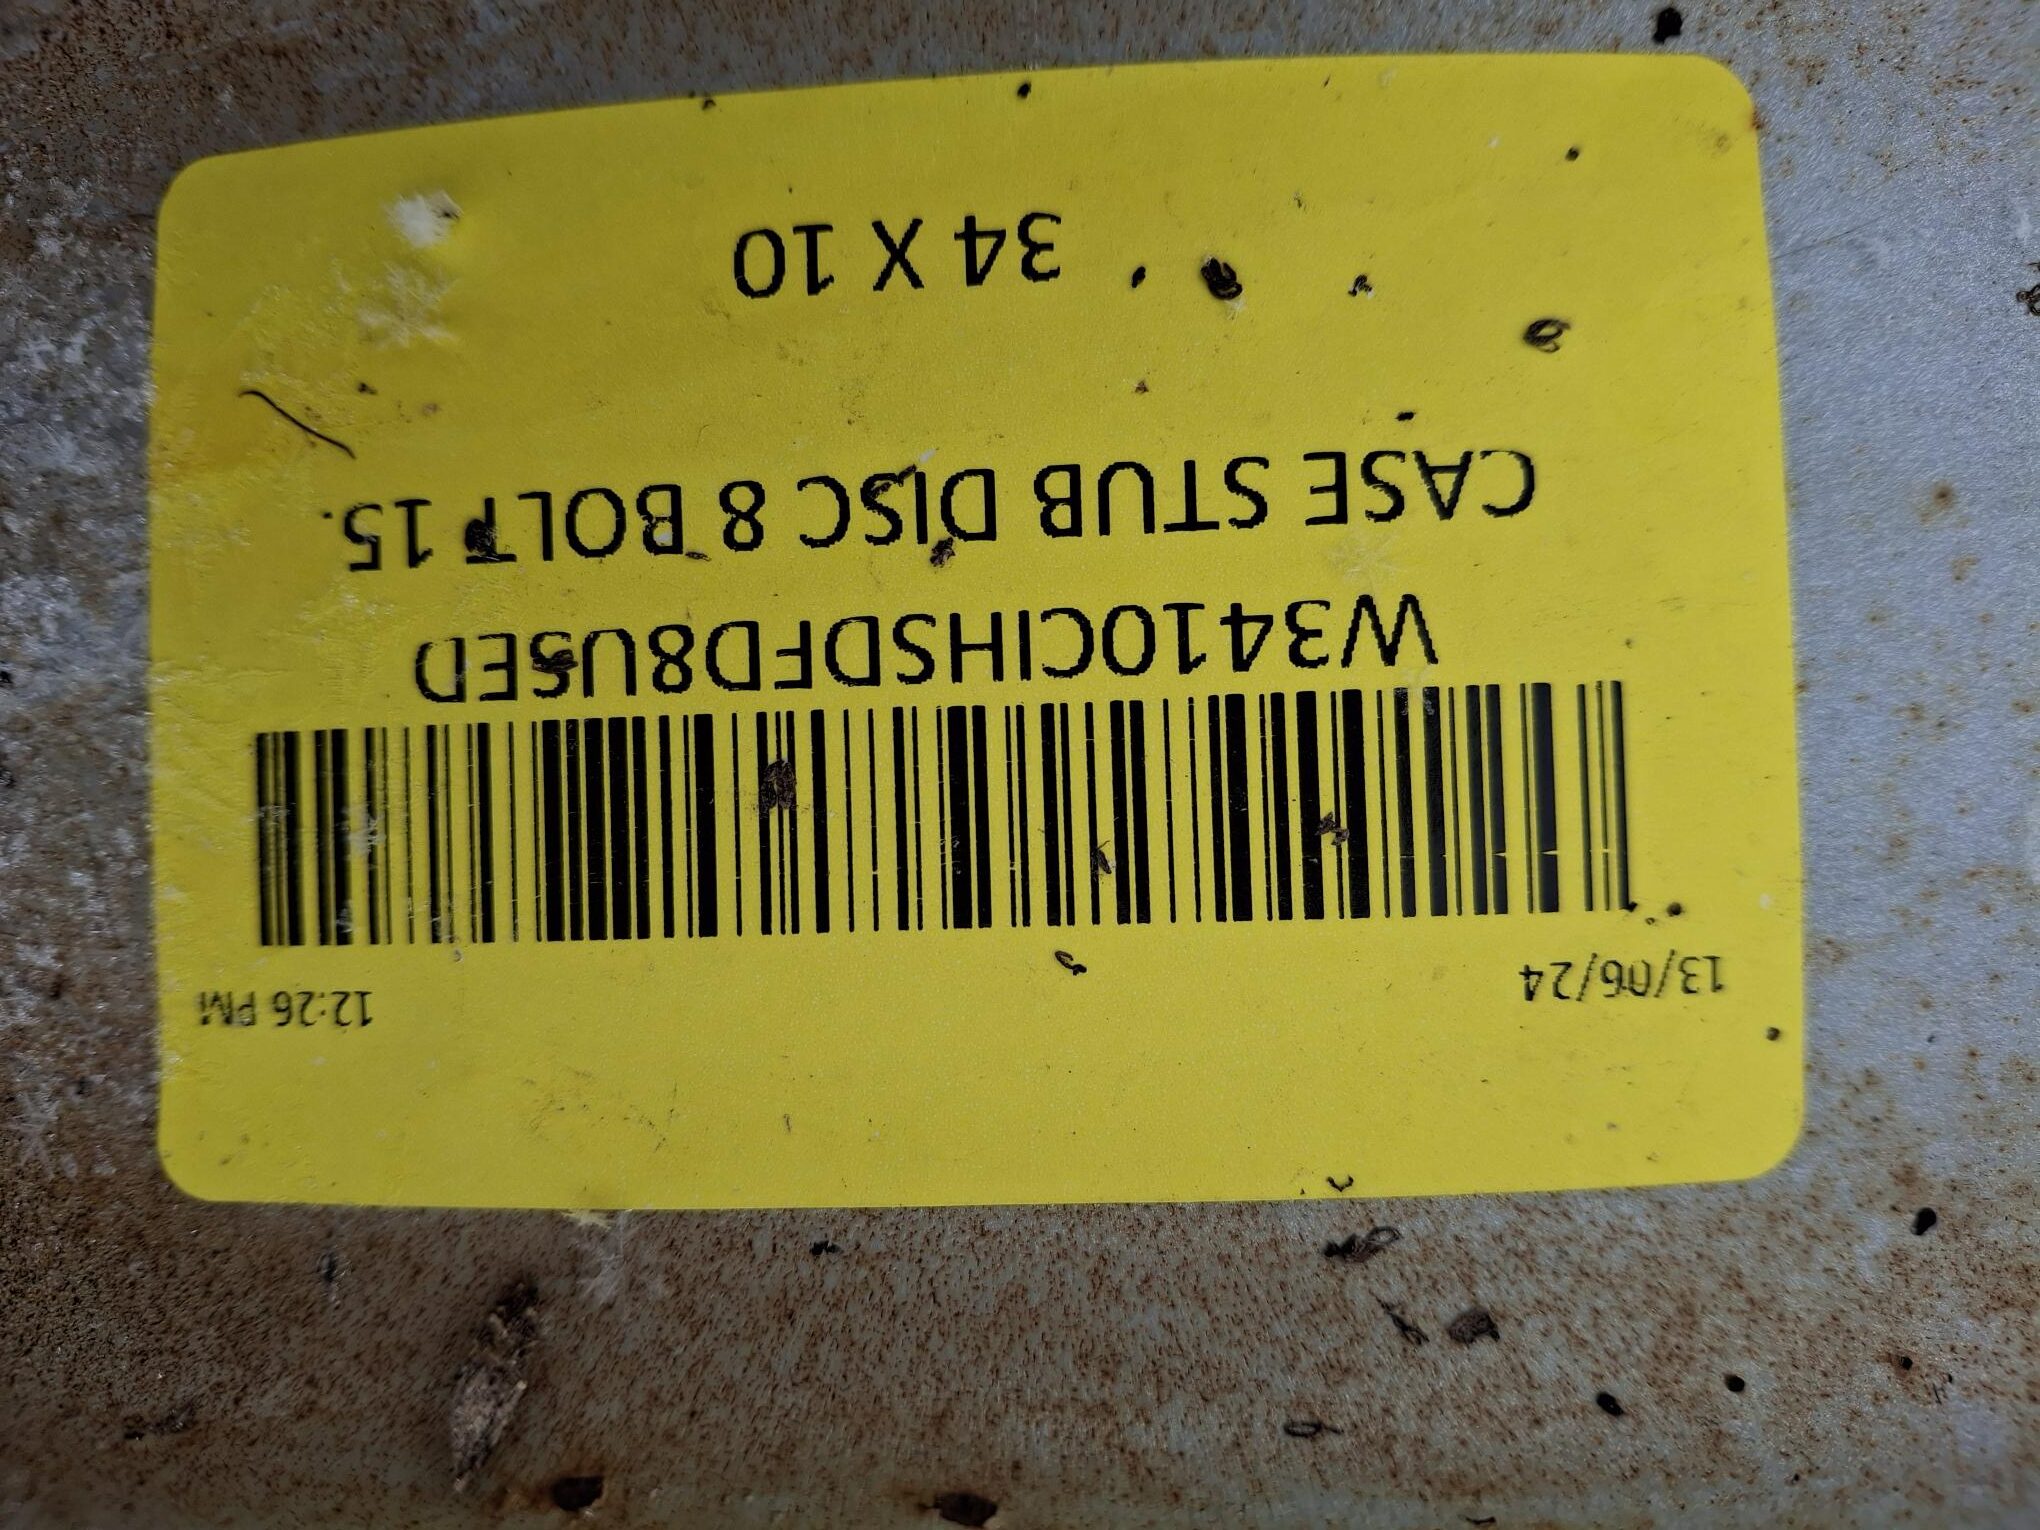 13/06/24 12:26 PM
W3410CIHSDFD8USED
CASE STUB DISC 8 BOLT 15.
34 X 10